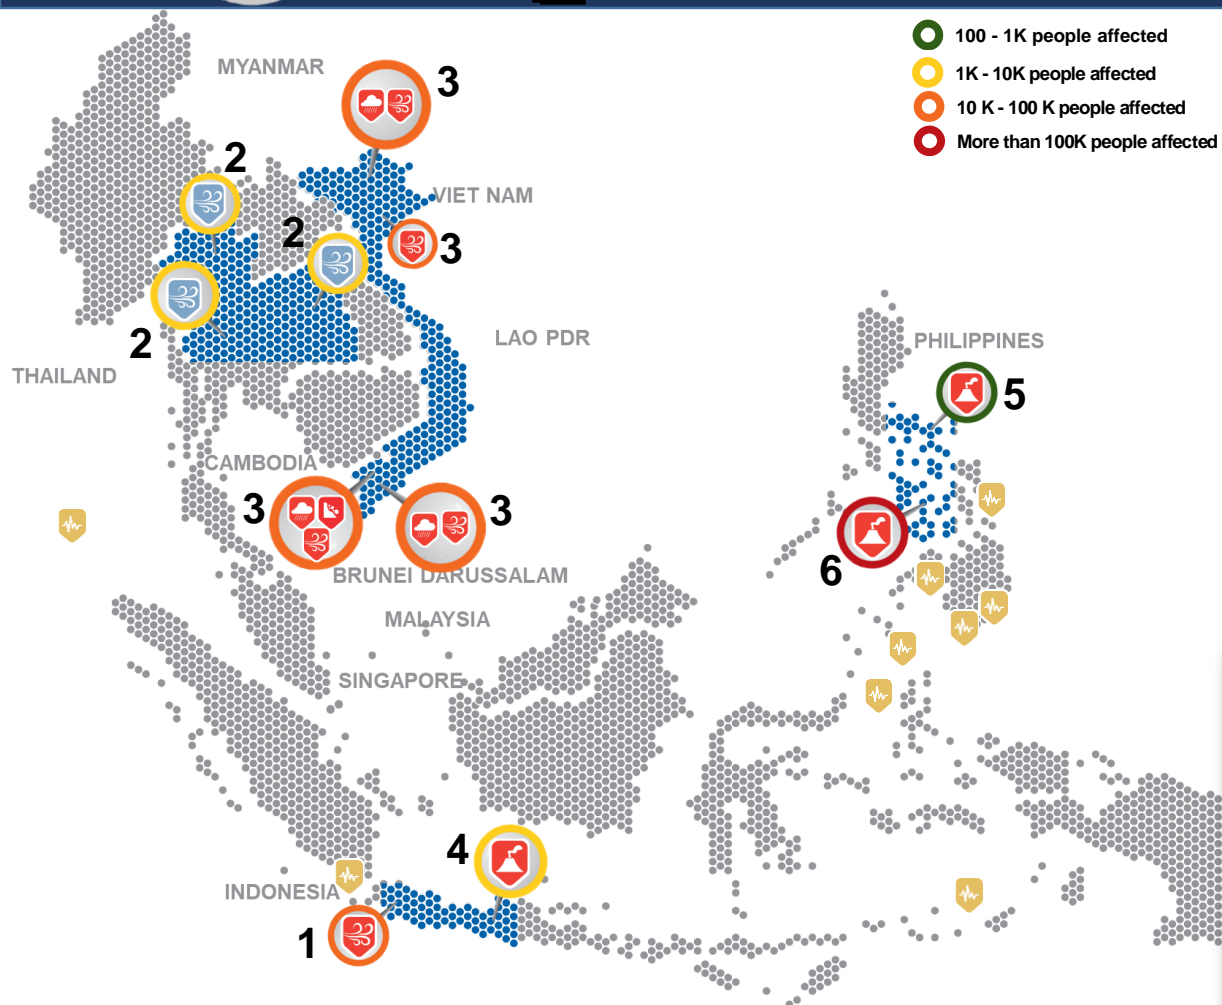 100 - 1K people affected
1K - 10K people affected
10 K - 100 K people affected
More than 100K people affected
MYANMAR
3
2
VIET NAM
2
3
2
LAO PDR
PHILIPPINES
THAILAND
5
CAMBODIA
3
3
6
BRUNEI DARUSSALAM
MALAYSIA
SINGAPORE
4
INDONESIA
1